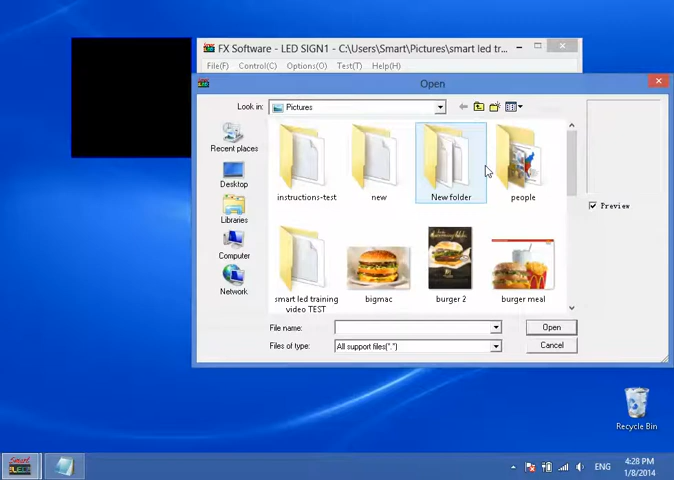 FX Software - LED SIGN1 - C:\Users\Smart\Pictures\smart led tr...
File(F) Control(C) Options(O) Test(T) Help(H)
Open
Look in: Pictures
Recent places
Desktop
Libraries
Computer
Network
instructions-test new New folder people
smart led training
video TEST
bigmac burger 2 burger meal
Preview
File name: Open
Files of type: All support files(*.*) Cancel
Recycle Bin
Smart
ENG 4:28 PM
1/8/2014